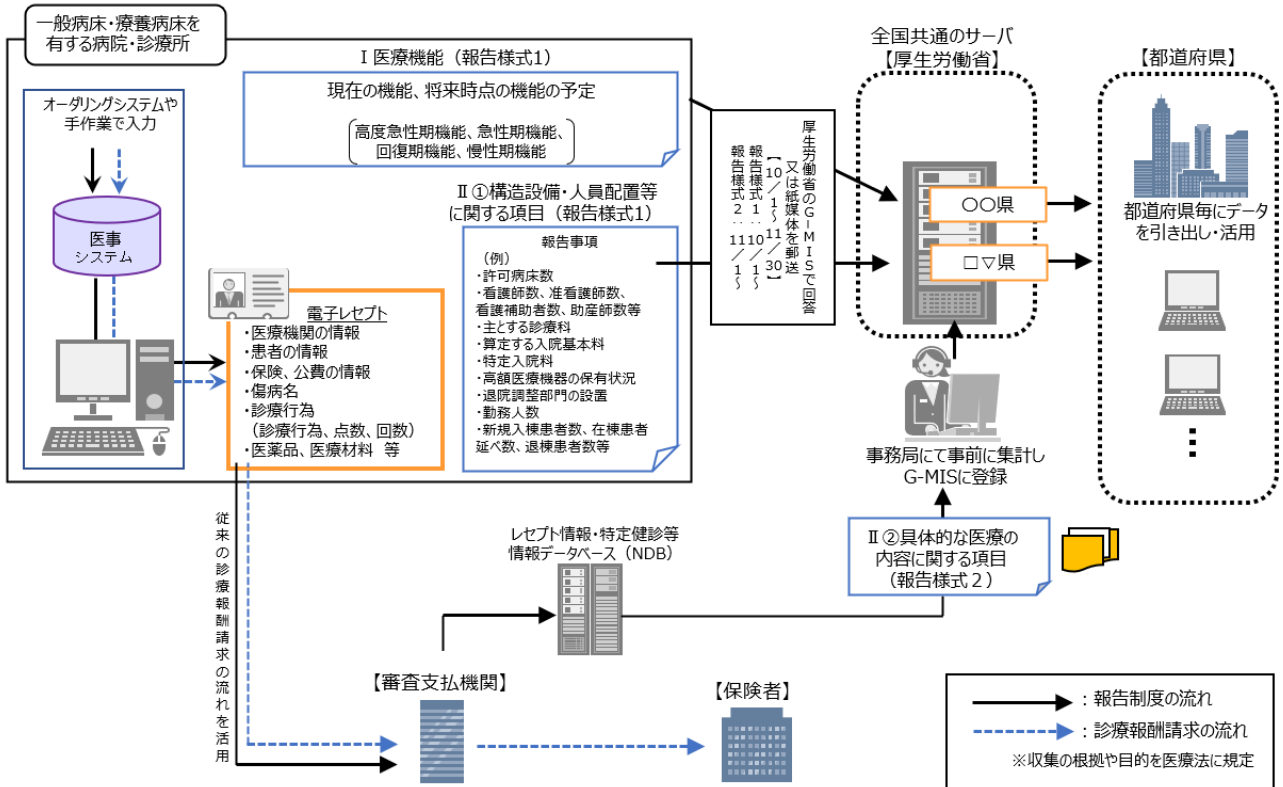 一般病床・療養病床を
有する病院・診療所
オーダリングシステムや
手作業で入力
医事
システム
Ⅰ 医療機能（報告様式1）
現在の機能、将来時点の機能の予定
高度急性期機能、急性期機能、
回復期機能、慢性期機能
Ⅱ ①構造設備・人員配置等
に関する項目（報告様式1）
報告事項
（例）
・許可病床数
・看護師数、准看護師数、
看護補助者数、助産師数等
・主とする診療科
・算定する入院基本料
・特定入院料
・高額医療機器の保有状況
・退院調整部門の設置
・勤務人数
・新規入棟患者数、在棟患者
延べ数、退棟患者数等
電子レセプト
・医療機関の情報
・患者の情報
・保険、公費の情報
・傷病名
・診療行為
（診療行為、点数、回数）
・医薬品、医療材料 等
厚生労働省のG-MISで回答
又は紙媒体を郵送
【10／1～11／30】
報告様式1：10／1～
報告様式2：11／1～
全国共通のサーバ
【厚生労働省】
〇〇県
□▽県
【都道府県】
都道府県毎にデータ
を引き出し・活用
事務局にて事前に集計し
G-MISに登録
Ⅱ ②具体的な医療の
内容に関する項目
（報告様式２）
レセプト情報・特定健診等
情報データベース（NDB）
従来の診療報酬請求の流れを活用
【審査支払機関】
【保険者】
：報告制度の流れ
：診療報酬請求の流れ
※収集の根拠や目的を医療法に規定